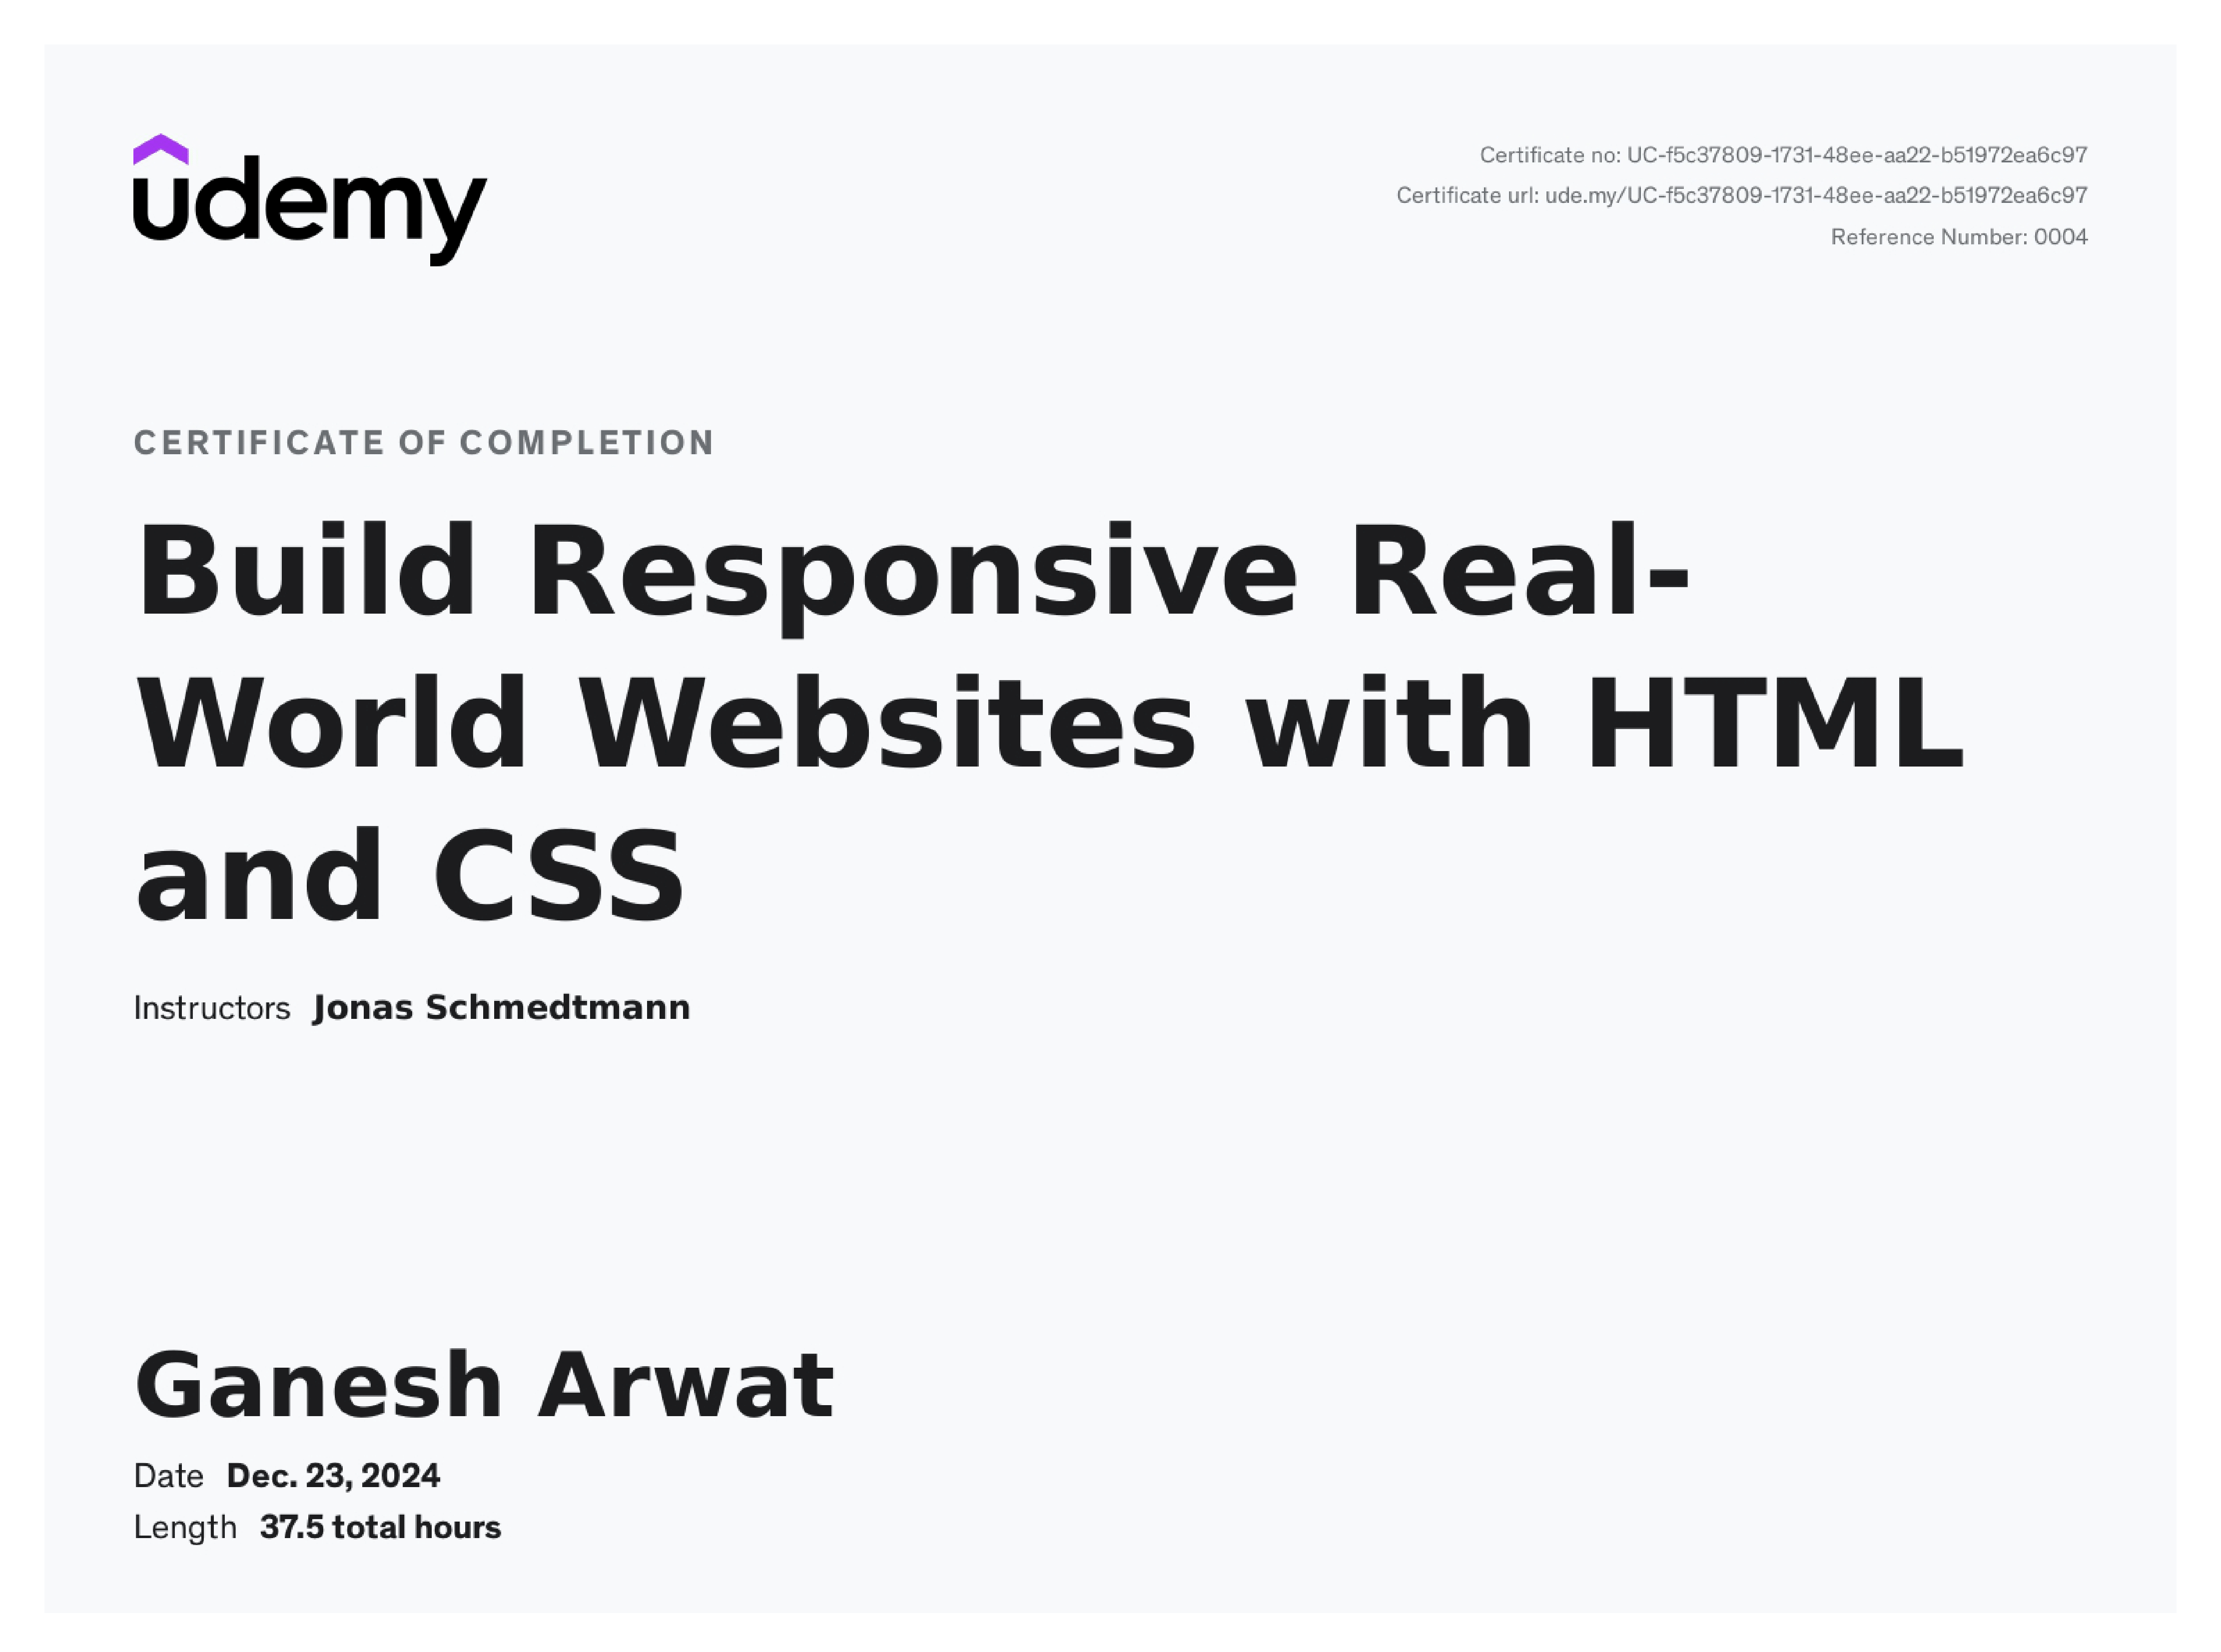 udemy
Certificate no: UC-f5c37809-1731-48ee-aa22-b51972ea6c97
Certificate url: ude.my/UC-f5c37809-1731-48ee-aa22-b51972ea6c97
Reference Number: 0004
CERTIFICATE OF COMPLETION
Build Responsive Real-
World Websites with HTML
and CSS
Instructors Jonas Schmedtmann
Ganesh Arwat
Date Dec. 23, 2024
Length 37.5 total hours